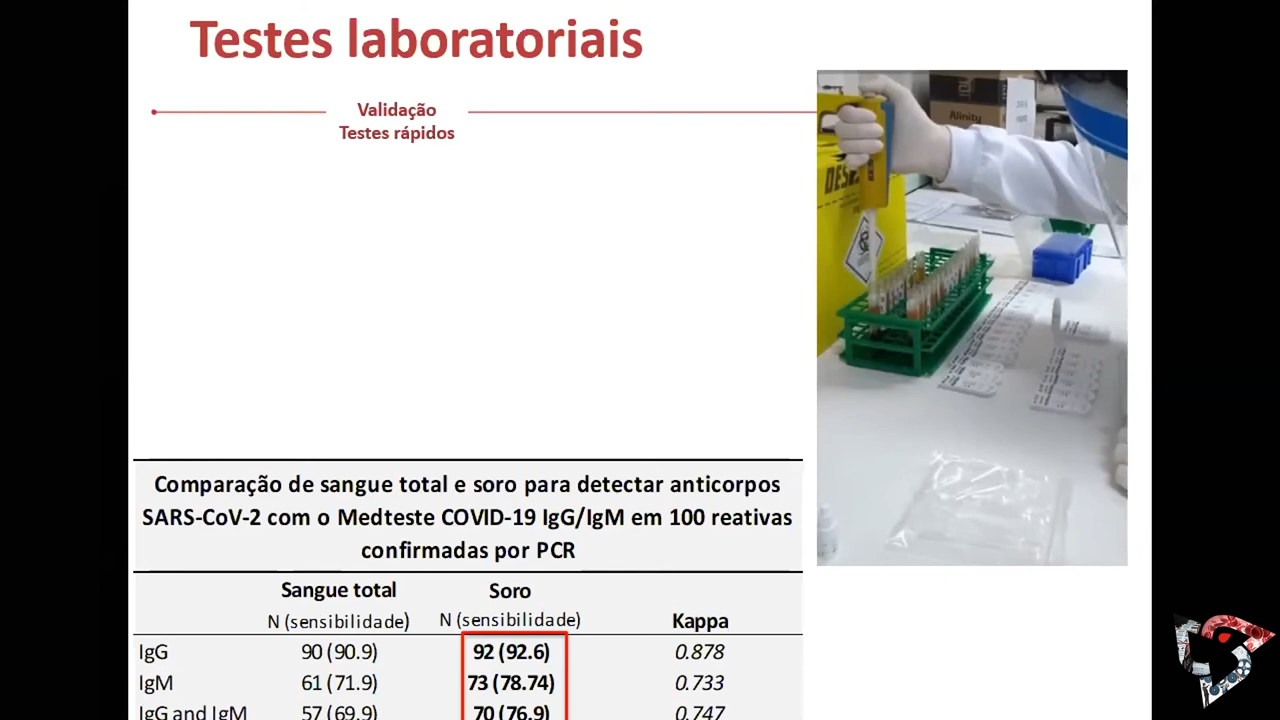 Testes laboratoriais
Validação
Testes rápidos
Alinity
Comparação de sangue total e soro para detectar anticorpos
SARS-CoV-2 com o Medteste COVID-19 IgG/IgM em 100 reativas
confirmadas por PCR
Sangue total Soro
N (sensibilidade) N (sensibilidade) Kappa
IgG 90 (90.9) 92 (92.6) 0.878
IgM 61 (71.9) 73 (78.74) 0.733
IgG and IgM 57 (69.9) 70 (76.9) 0.747